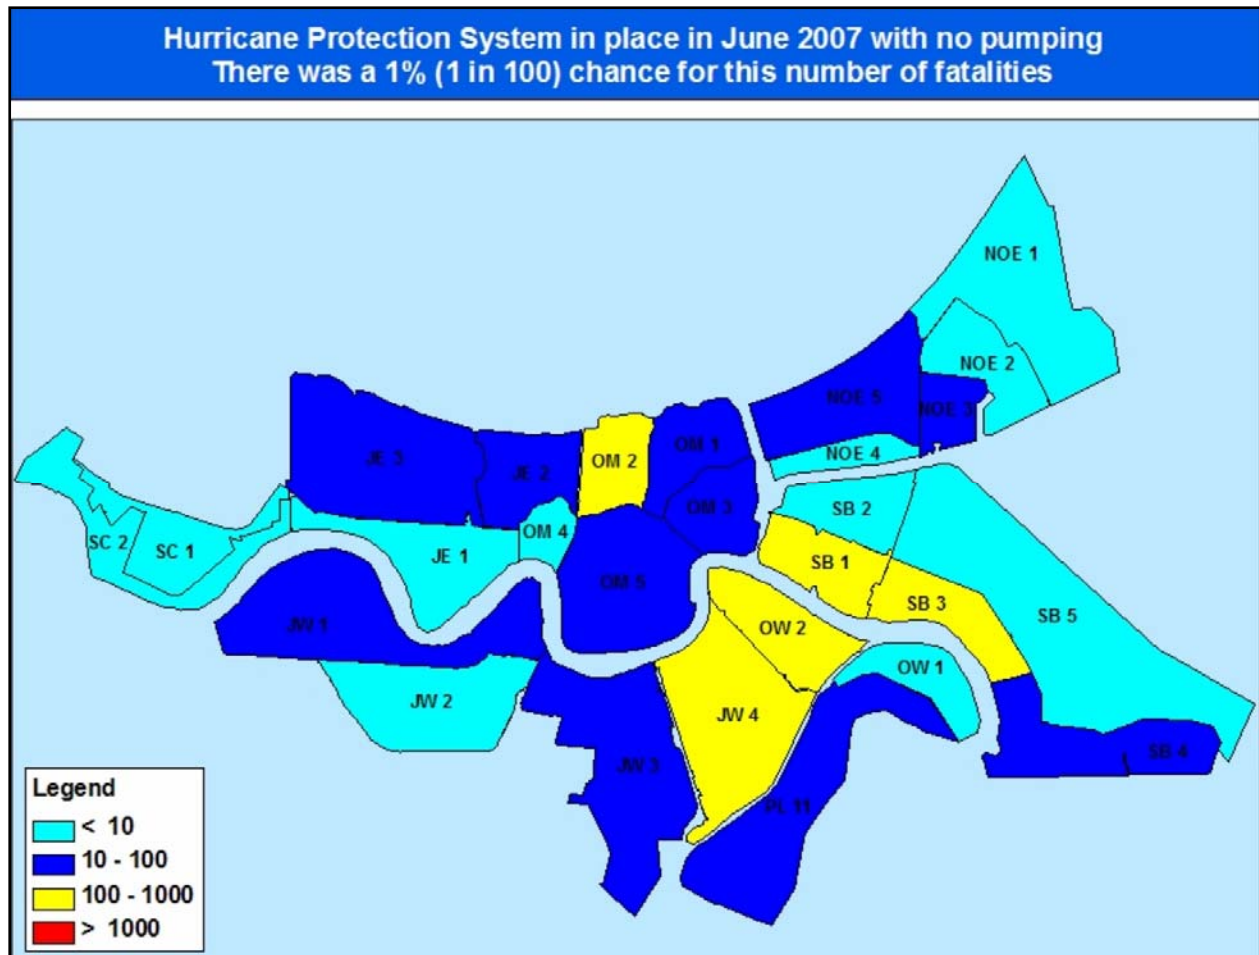 Hurricane Protection System in place in June 2007 with no pumping
There was a 1% (1 in 100) chance for this number of fatalities
NOE 1
NOE 2
NOE 5
NOE 3
JE 3
JE 2
OM 2
OM 1
NOE 4
OM 3
SB 2
OM 4
SC 2
SC 1
JE 1
SB 1
OM 5
SB 3
SB 5
JW 1
OW 2
OW 1
JW 2
JW 4
SB 4
JW 3
PL 11
Legend
< 10
10 - 100
100 - 1000
> 1000